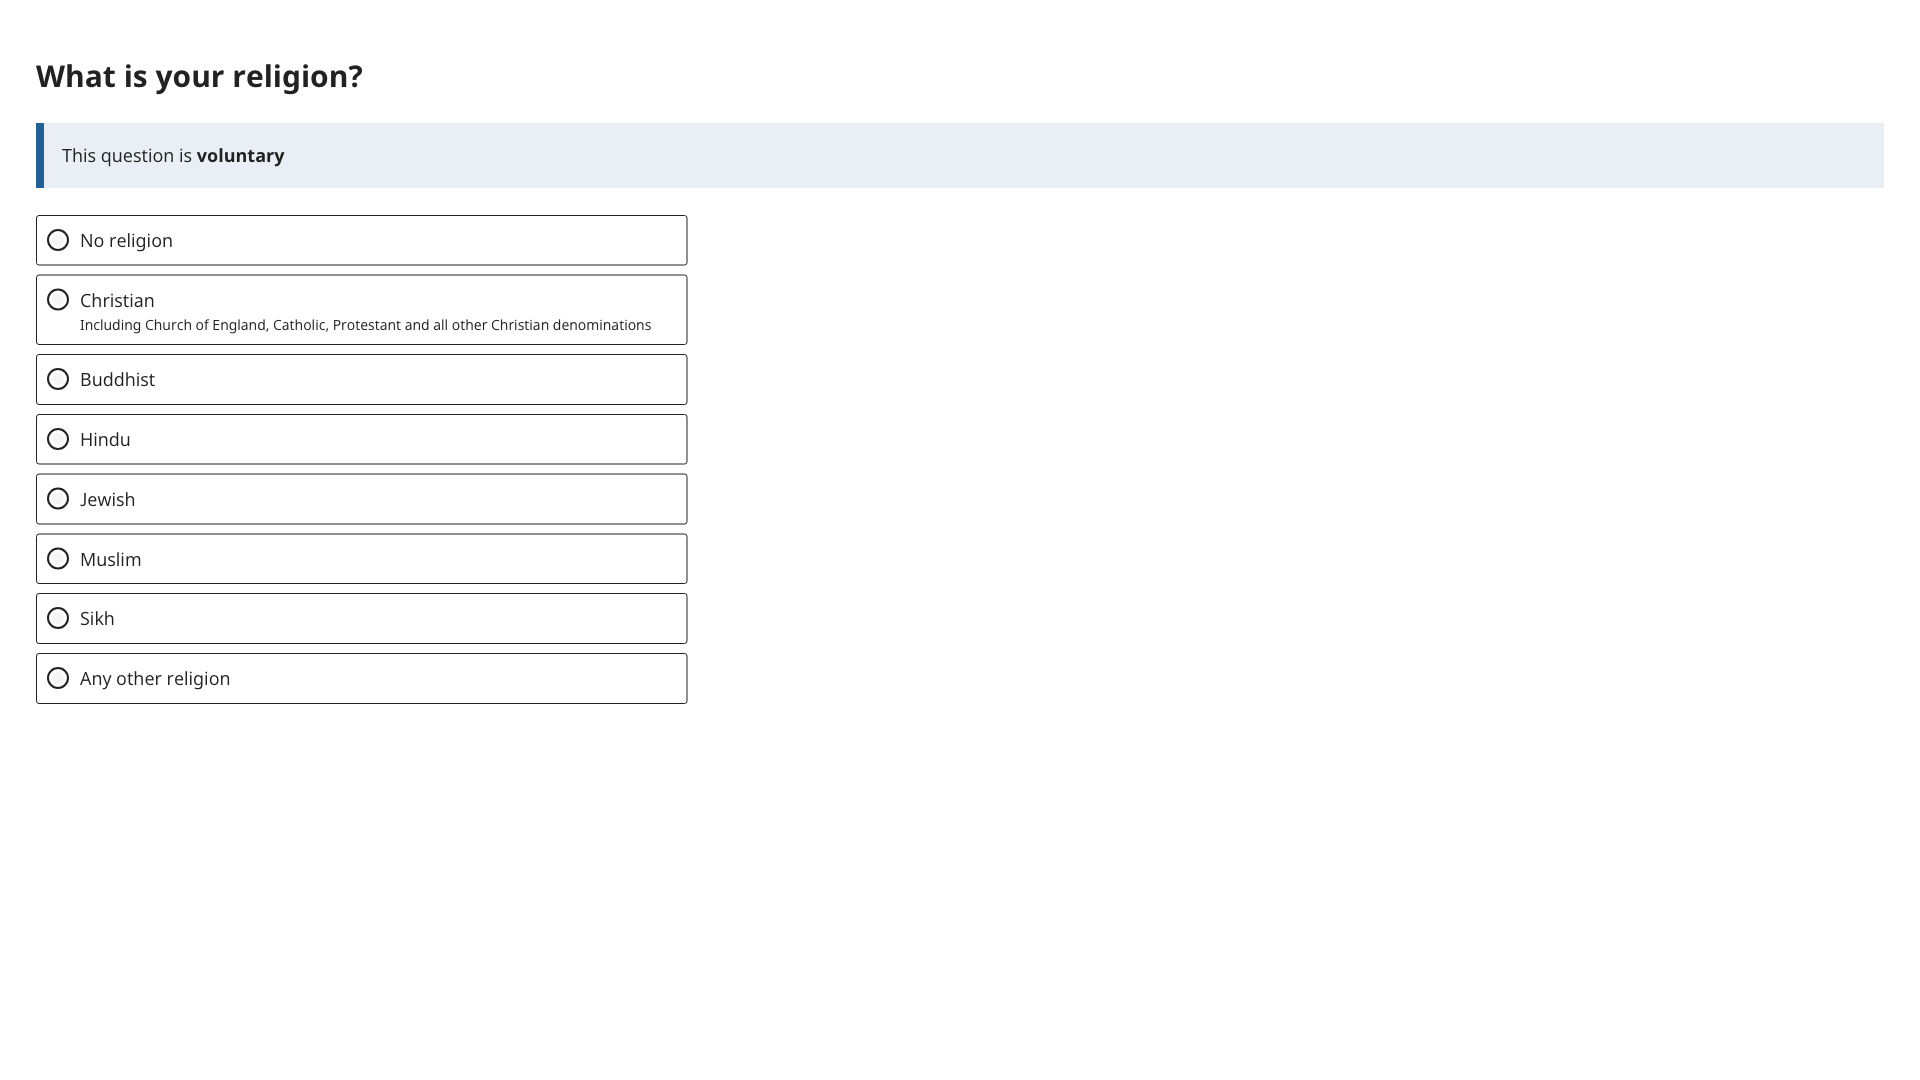 What is your religion?
This question is voluntary
No religion
Christian
Including Church of England, Catholic, Protestant and all other Christian denominations
Buddhist
Hindu
Jewish
Muslim
Sikh
Any other religion